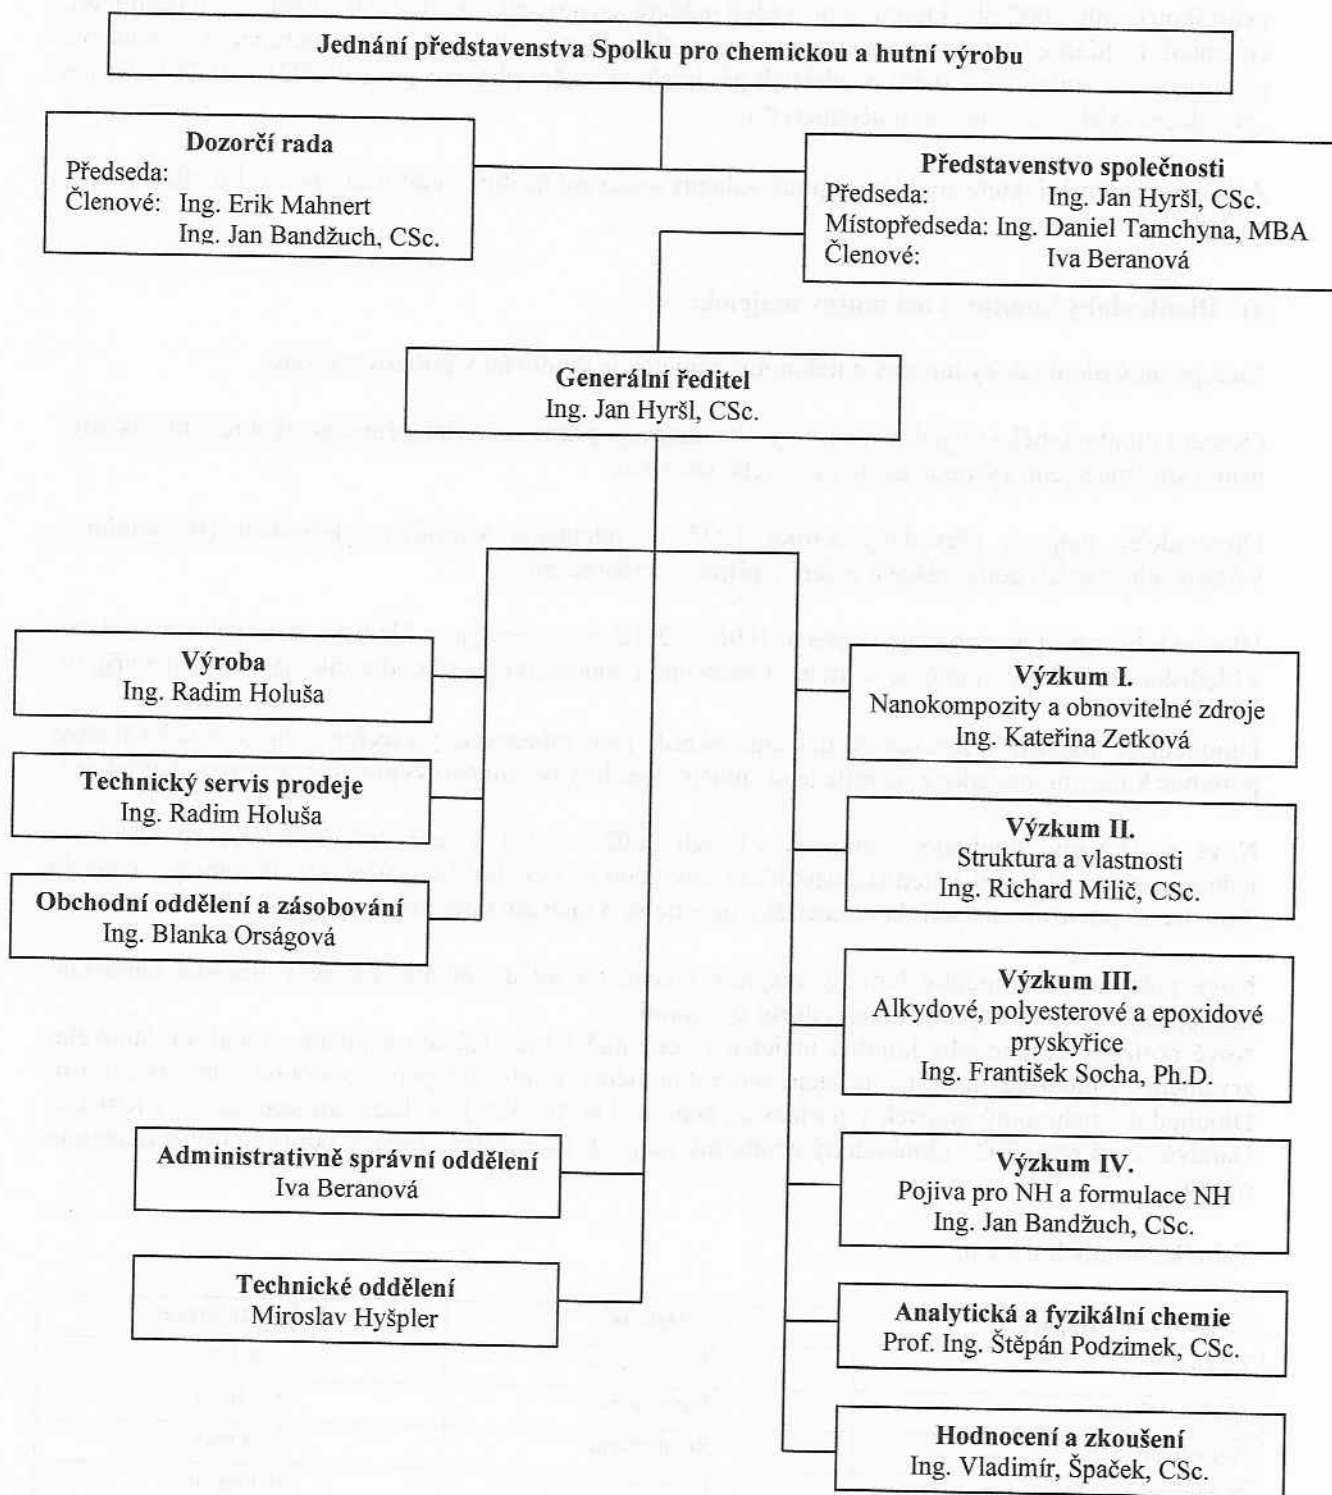 Jednání představenstva Spolku pro chemickou a hutní výrobu
Dozorčí rada
Předseda:
Členové: Ing. Erik Mahnert
Ing. Jan Bandžuch, CSc.
Představenstvo společnosti
Předseda: Ing. Jan Hyršl, CSc.
Místopředseda: Ing. Daniel Tamchyna, MBA
Členové: Iva Beranová
Generální ředitel
Ing. Jan Hyršl, CSc.
Výroba
Ing. Radim Holuša
Technický servis prodeje
Ing. Radim Holuša
Obchodní oddělení a zásobování
Ing. Blanka Orságová
Výzkum I.
Nanokompozity a obnovitelné zdroje
Ing. Kateřina Zetková
Výzkum II.
Struktura a vlastnosti
Ing. Richard Milič, CSc.
Výzkum III.
Alkydové, polyesterové a epoxidové
pryskyřice
Ing. František Socha, Ph.D.
Administrativně správní oddělení
Iva Beranová
Výzkum IV.
Pojiva pro NH a formulace NH
Ing. Jan Bandžuch, CSc.
Technické oddělení
Miroslav Hyšpler
Analytická a fyzikální chemie
Prof. Ing. Štěpán Podzimek, CSc.
Hodnocení a zkoušení
Ing. Vladimír, Špaček, CSc.